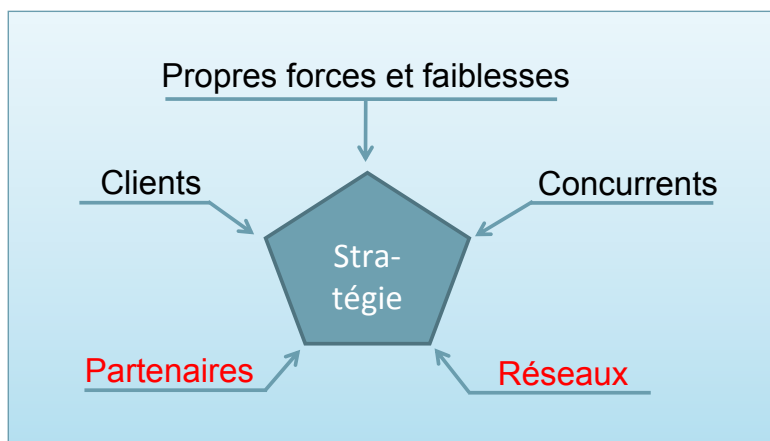 Propres forces et faiblesses
Clients
Concurrents
Stra-
tégie
Partenaires
Réseaux